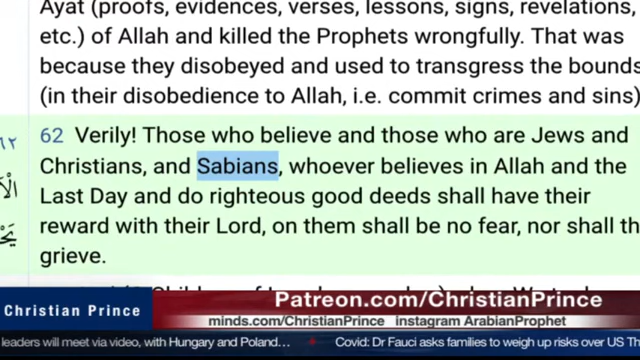 Ayat (proofs, evidences, verses, lessons, signs, revelations,
etc.) of Allah and killed the Prophets wrongfully. That was
because they disobeyed and used to transgress the bounds
(in their disobedience to Allah, i.e. commit crimes and sins)
62 Verily! Those who believe and those who are Jews and
Christians, and Sabians, whoever believes in Allah and the
Last Day and do righteous good deeds shall have their
reward with their Lord, on them shall be no fear, nor shall th
grieve.
Christian Prince
Patreon.com/ChristianPrince
minds.com/ChristianPrince instagram ArabianProphet
leaders will meet via video, with Hungary and Poland...
Covid: Dr Fauci asks families to weigh up risks over US Th